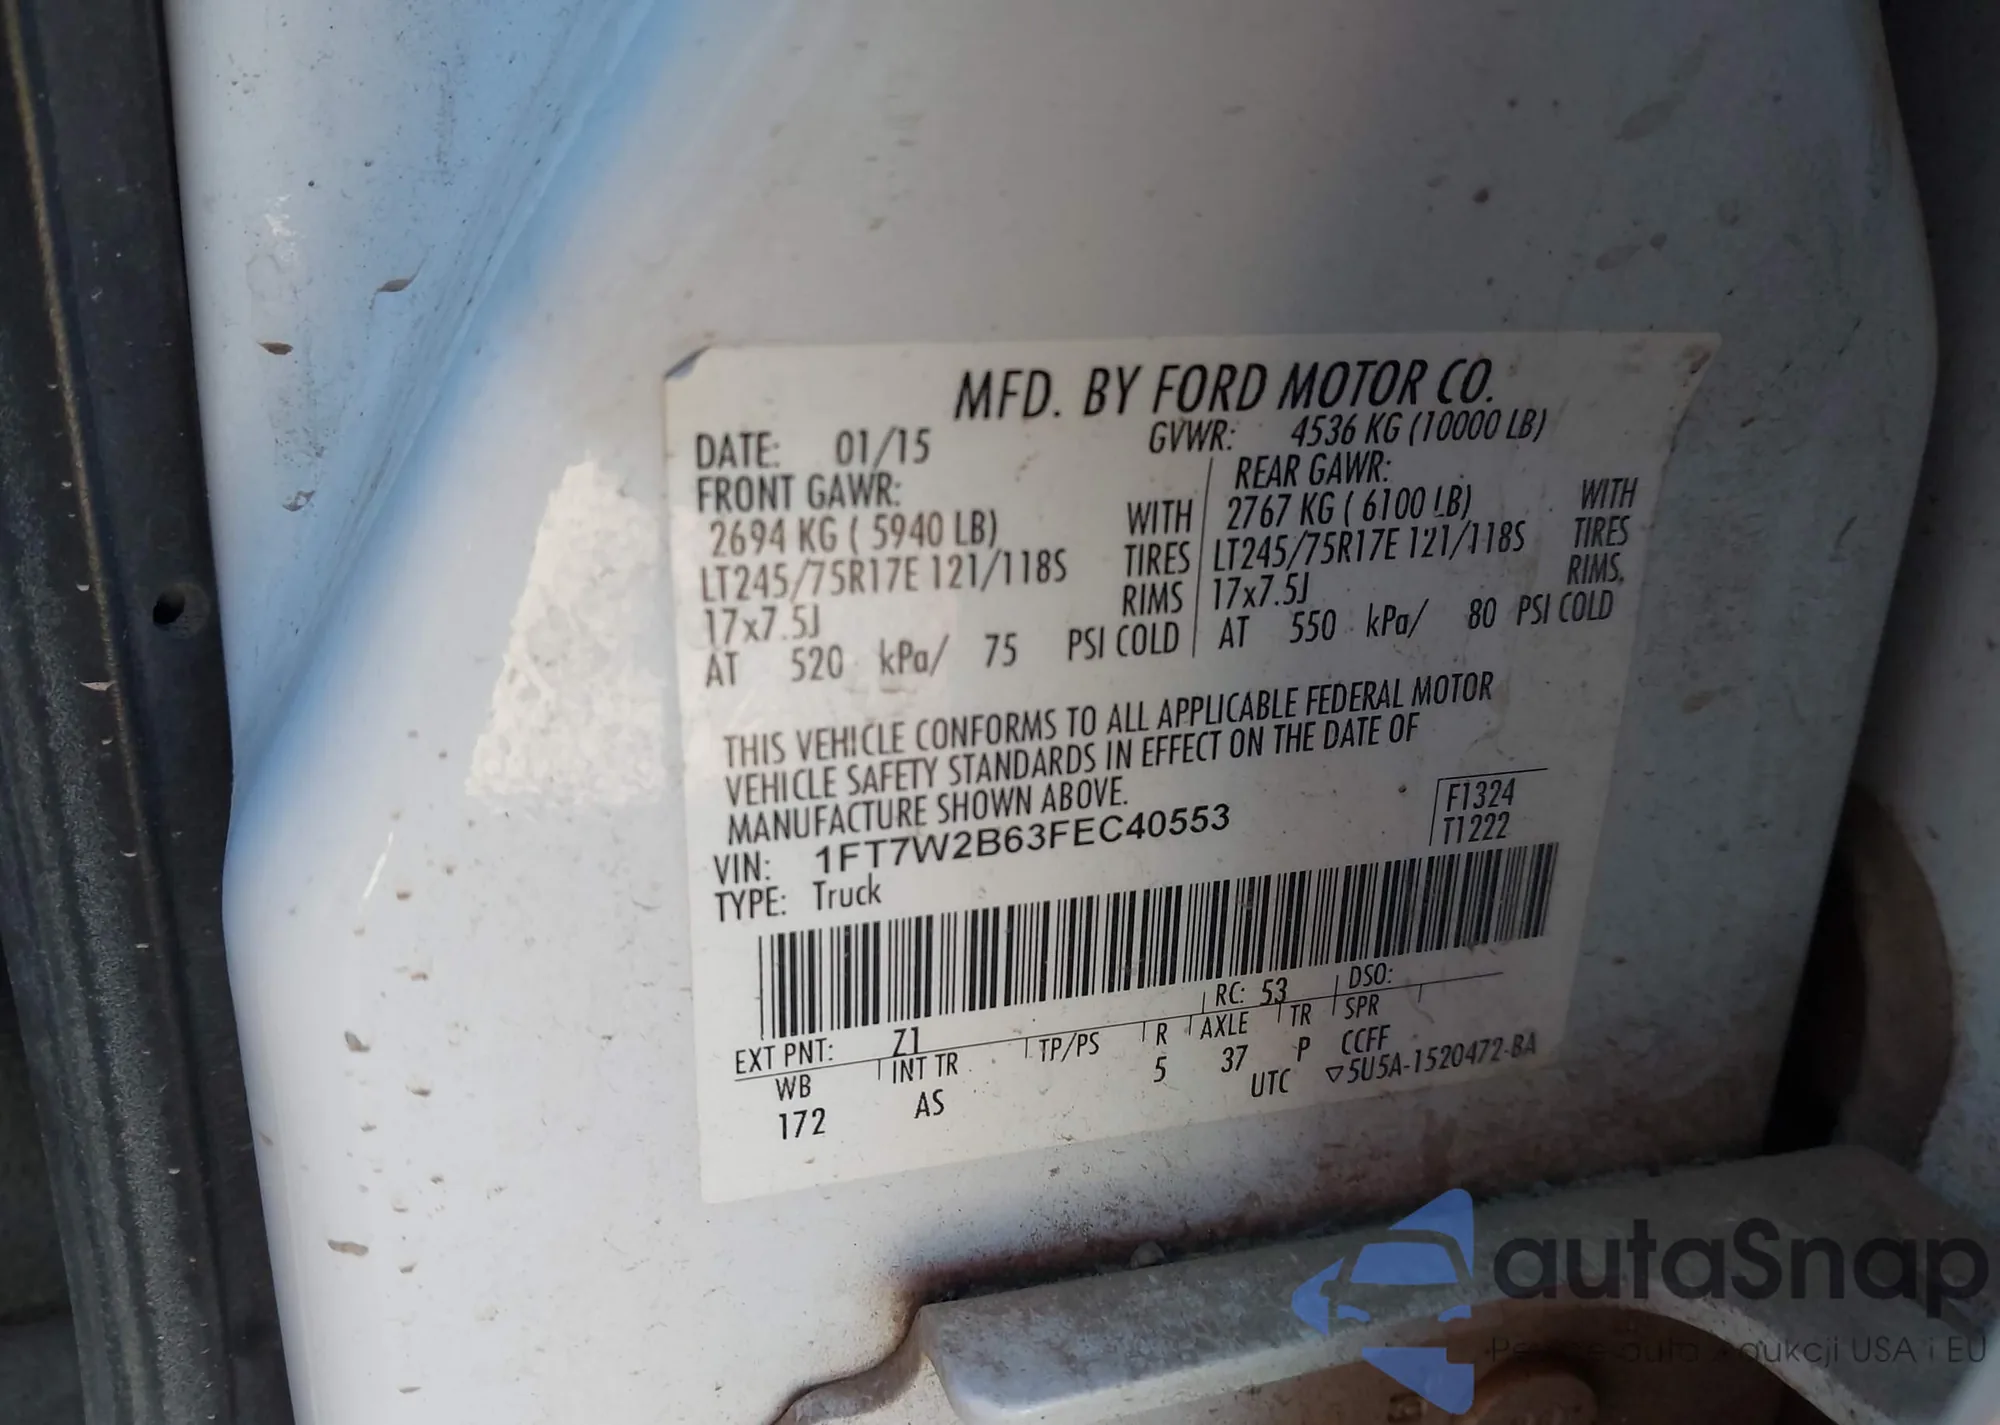 MFD. BY FORD MOTOR CO.
DATE: 01/15 GVWR: 4536 KG (10000 LB)
FRONT GAWR: REAR GAWR:
2694 KG ( 5940 LB) WITH 2767 KG ( 6100 LB) WITH
LT245/75R17E 121/118S TIRES LT245/75R17E 121/118S TIRES
17x7.5J RIMS 17x7.5J RIMS,
AT 520 kPa/ 75 PSI COLD AT 550 kPa/ 80 PSI COLD
THIS VEHICLE CONFORMS TO ALL APPLICABLE FEDERAL MOTOR
VEHICLE SAFETY STANDARDS IN EFFECT ON THE DATE OF
MANUFACTURE SHOWN ABOVE.
VIN: 1FT7W2B63FEC40553 F1324
TYPE: Truck T1222
RC: 53 DSO:
EXT PNT: Z1
WB INT TR TP/PS R AXLE TR SPR
172 AS 5 37 P CCFF
UTC ▽5U5A-1520472-BA
autaSnap
aukcji USA i EU